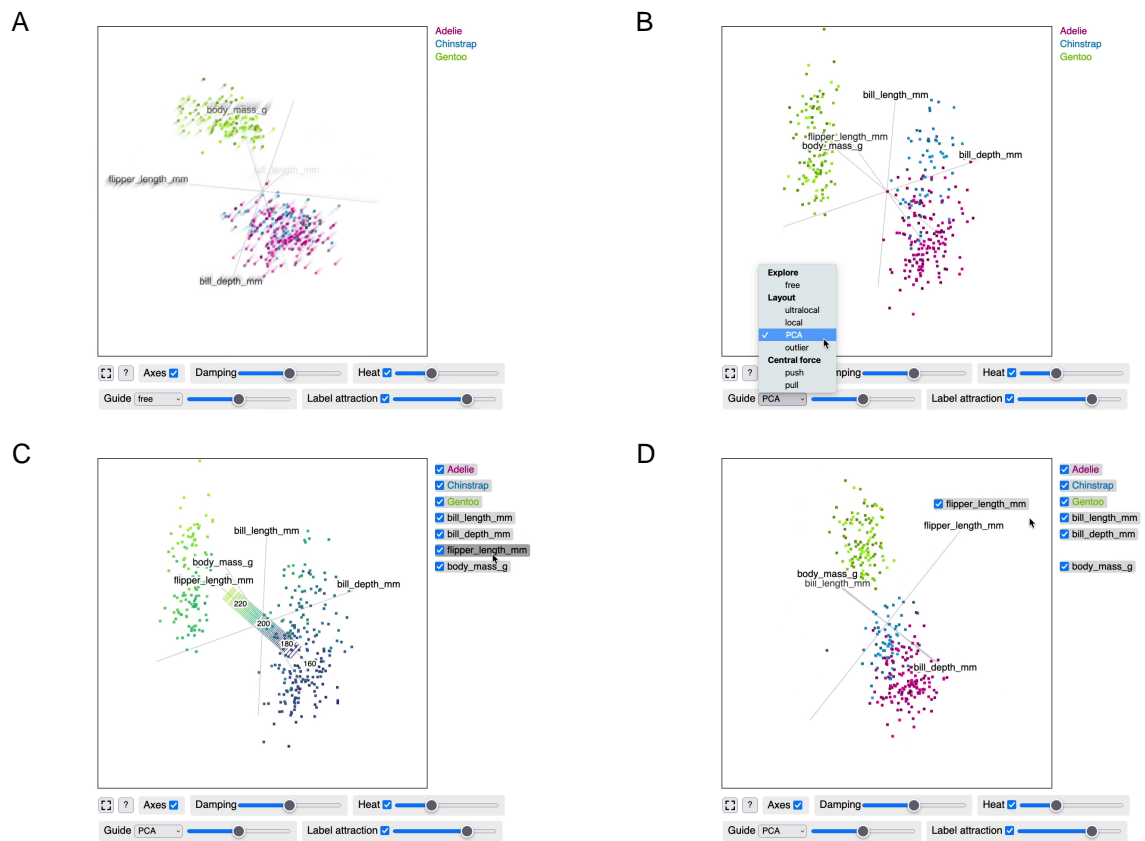 A
Adelie
Chinstrap
Gentoo
body_mass_g
bill_length_mm
flipper_length_mm
bill_depth_mm
? Axes Damping Heat
Guide free Label attraction
B
Adelie
Chinstrap
Gentoo
bill_length_mm
flipper_length_mm
body_mass_g
bill_depth_mm
Explore
free
Layout
ultralocal
local
✓ PCA
outlier
Central force
push
pull
? amping Heat
Guide PCA Label attraction
C
Adelie
Chinstrap
Gentoo
bill_length_mm
bill_depth_mm
flipper_length_mm
body_mass_g
bill_length_mm
body_mass_g
flipper_length_mm
bill_depth_mm
220
200
180
160
? Axes Damping Heat
Guide PCA Label attraction
D
Adelie
Chinstrap
Gentoo
bill_length_mm
bill_depth_mm
body_mass_g
flipper_length_mm
flipper_length_mm
body_mass_g
bill_length_mm
bill_depth_mm
? Axes Damping Heat
Guide PCA Label attraction